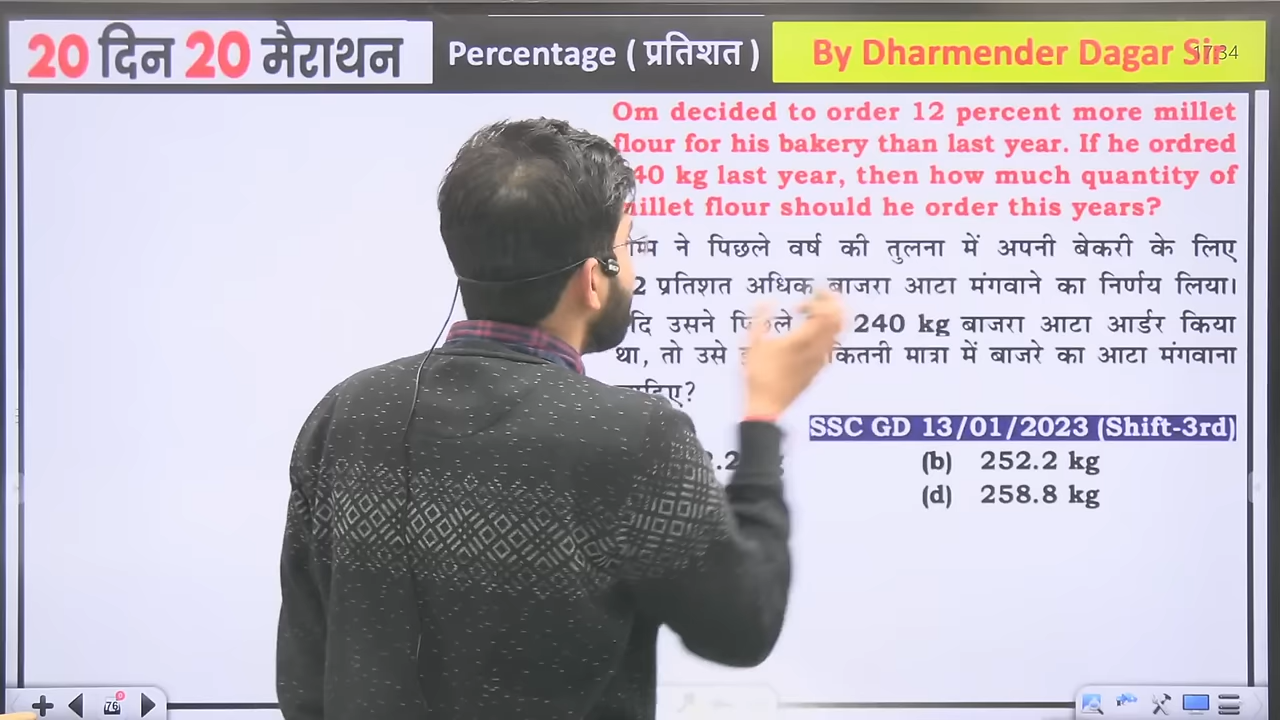 20 दिन 20 मैराथन
Percentage ( प्रतिशत )
By Dharmender Dagar Sir
17:34
Om decided to order 12 percent more millet
flour for his bakery than last year. If he ordred
40 kg last year, then how much quantity of
millet flour should he order this years?
ने पिछले वर्ष की तुलना में अपनी बेकरी के लिए
2 प्रतिशत अधिक बाजरा आटा मंगवाने का निर्णय लिया।
उसने 240 kg बाजरा आटा आर्डर किया
था, तो उसे कितनी मात्रा में बाजरे का आटा मंगवाना
SSC GD 13/01/2023 (Shift-3rd)
(b) 252.2 kg
(d) 258.8 kg
76